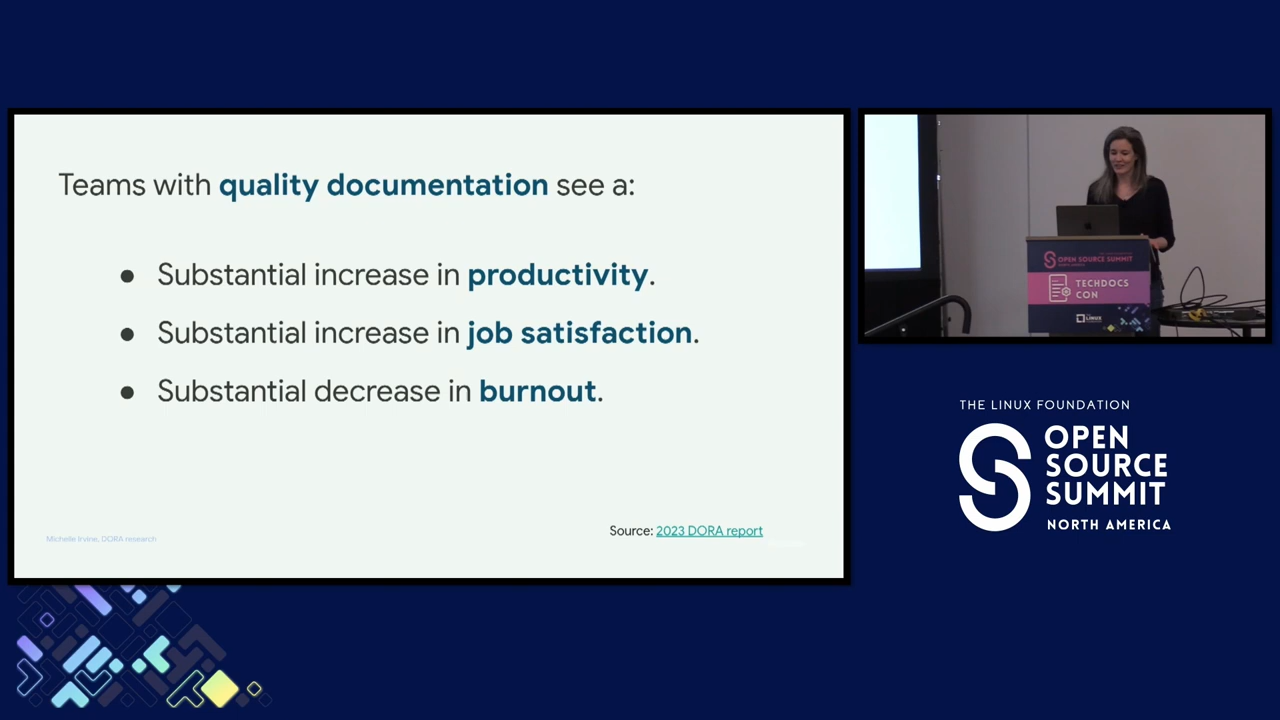 Teams with quality documentation see a:
● Substantial increase in productivity.
● Substantial increase in job satisfaction.
● Substantial decrease in burnout.
Source: 2023 DORA report
Michelle Irvine, DORA research
OPEN SOURCE SUMMIT
TECHDOCS
CON
LINUX
THE LINUX FOUNDATION
OPEN
SOURCE
SUMMIT
NORTH AMERICA